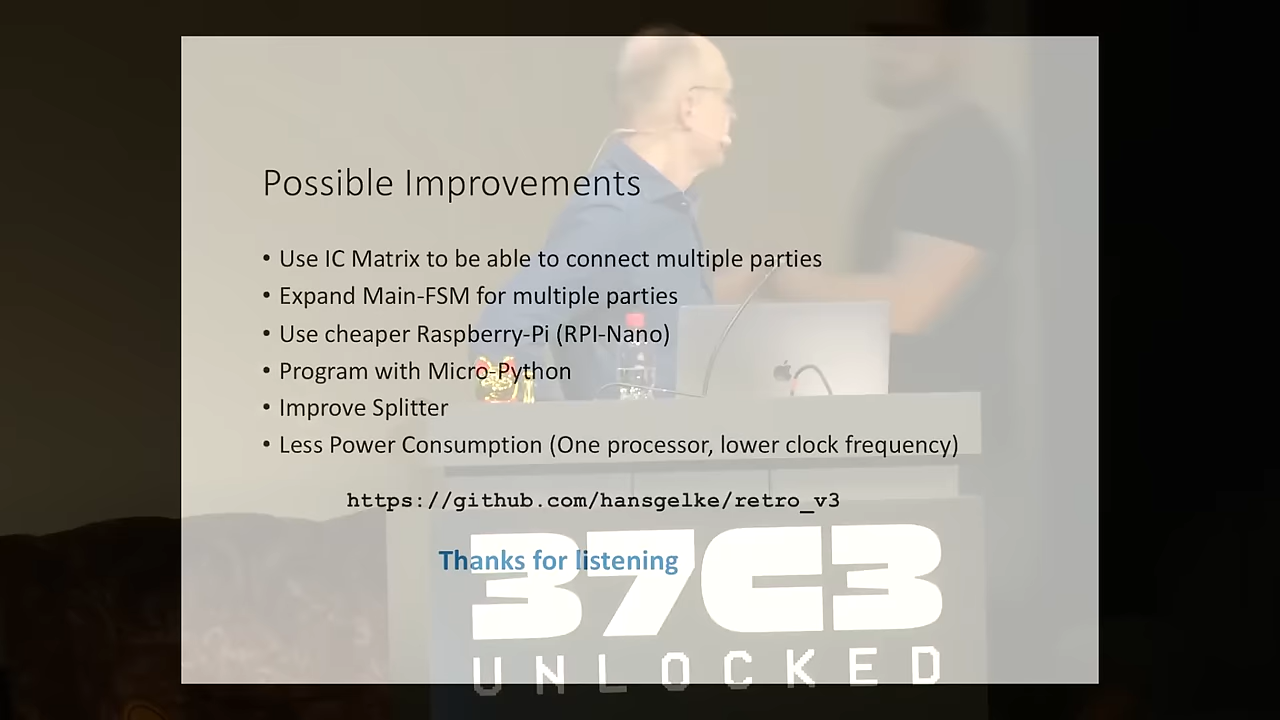 Possible Improvements
• Use IC Matrix to be able to connect multiple parties
• Expand Main-FSM for multiple parties
• Use cheaper Raspberry-Pi (RPI-Nano)
• Program with Micro-Python
• Improve Splitter
• Less Power Consumption (One processor, lower clock frequency)
https://github.com/hansgelke/retro_v3
Thanks for listening
37C3
UNLOCKED